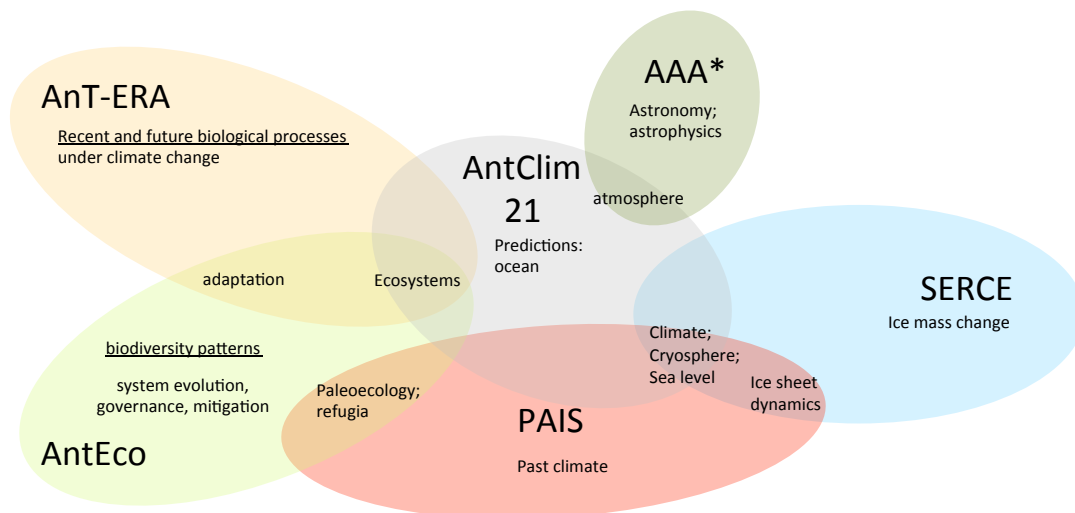 AAA*
Astronomy;
astrophysics
AnT-ERA
Recent and future biological processes
under climate change
AntClim
21
atmosphere
Predictions:
ocean
adaptation
Ecosystems
SERCE
Ice mass change
biodiversity patterns
system evolution,
governance, mitigation
AntEco
Paleoecology;
refugia
Climate;
Cryosphere;
Sea level
Ice sheet
dynamics
PAIS
Past climate